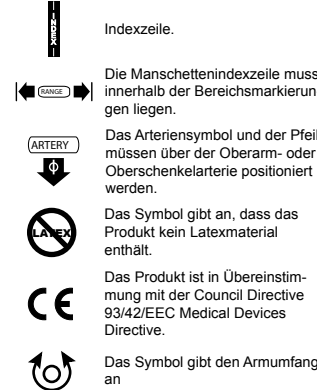 INDEX
Indexzeile.
RANGE
Die Manschettenindexzeile muss
innerhalb der Bereichsmarkierun
gen liegen.
ARTERY
Φ
Das Arteriensymbol und der Pfeil
müssen über der Oberarm- oder
Oberschenkelarterie positioniert
werden.
LATEX
Das Symbol gibt an, dass das
Produkt kein Latexmaterial
enthält.
CE
Das Produkt ist in Übereinstim-
mung mit der Council Directive
93/42/EEC Medical Devices
Directive.
Das Symbol gibt den Armumfang
an